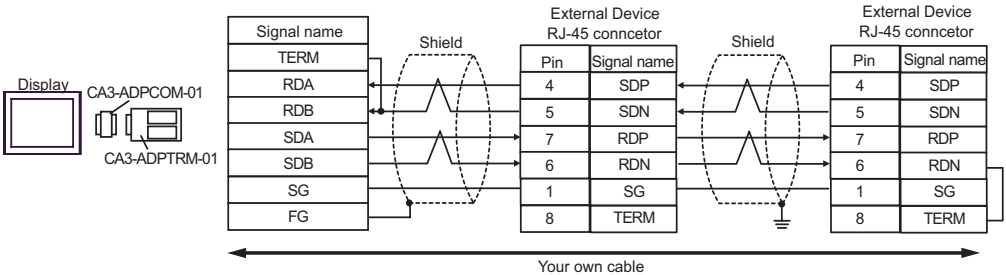 Display
CA3-ADPCOM-01
CA3-ADPTRM-01
Signal name
TERM
RDA
RDB
SDA
SDB
SG
FG
Shield
External Device
RJ-45 conncetor
Pin Signal name
4 SDP
5 SDN
7 RDP
6 RDN
1 SG
8 TERM
Shield
External Device
RJ-45 conncetor
Pin Signal name
4 SDP
5 SDN
7 RDP
6 RDN
1 SG
8 TERM
Your own cable